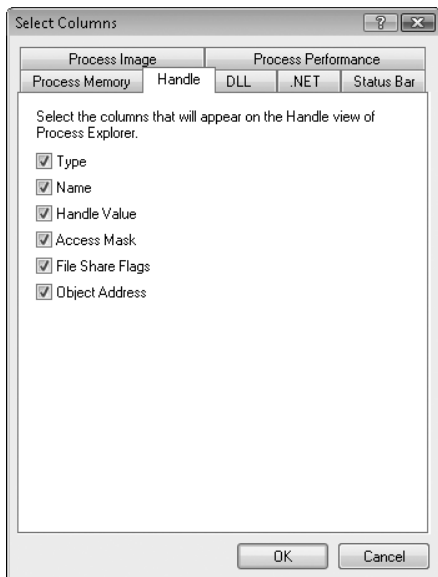 Select Columns
Process Image
Process Performance
Process Memory
Handle
DLL
.NET
Status Bar
Select the columns that will appear on the Handle view of
Process Explorer.
Type
Name
Handle Value
Access Mask
File Share Flags
Object Address
OK
Cancel